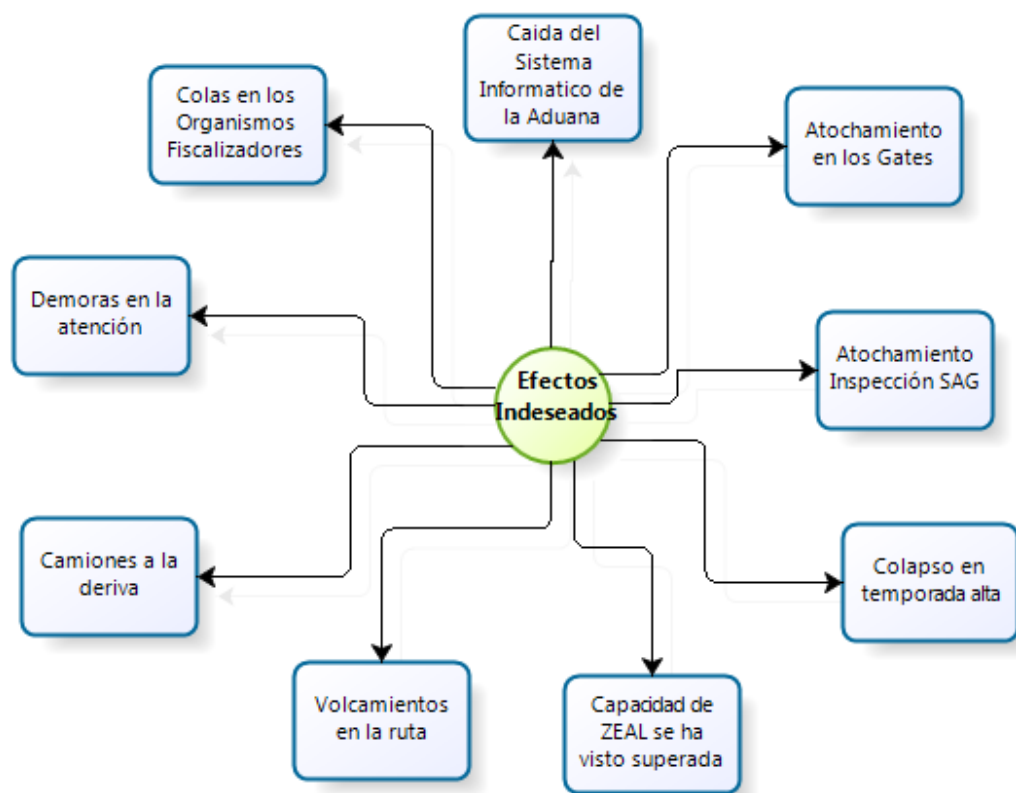 Caida del
Sistema
Informatico de
la Aduana
Colas en los
Organismos
Fiscalizadores
Atochamiento
en los Gates
Demoras en la
atención
Atochamiento
Inspección SAG
Efectos
Indeseados
Camiones a la
deriva
Colapso en
temporada alta
Volcamientos
en la ruta
Capacidad de
ZEAL se ha
visto superada